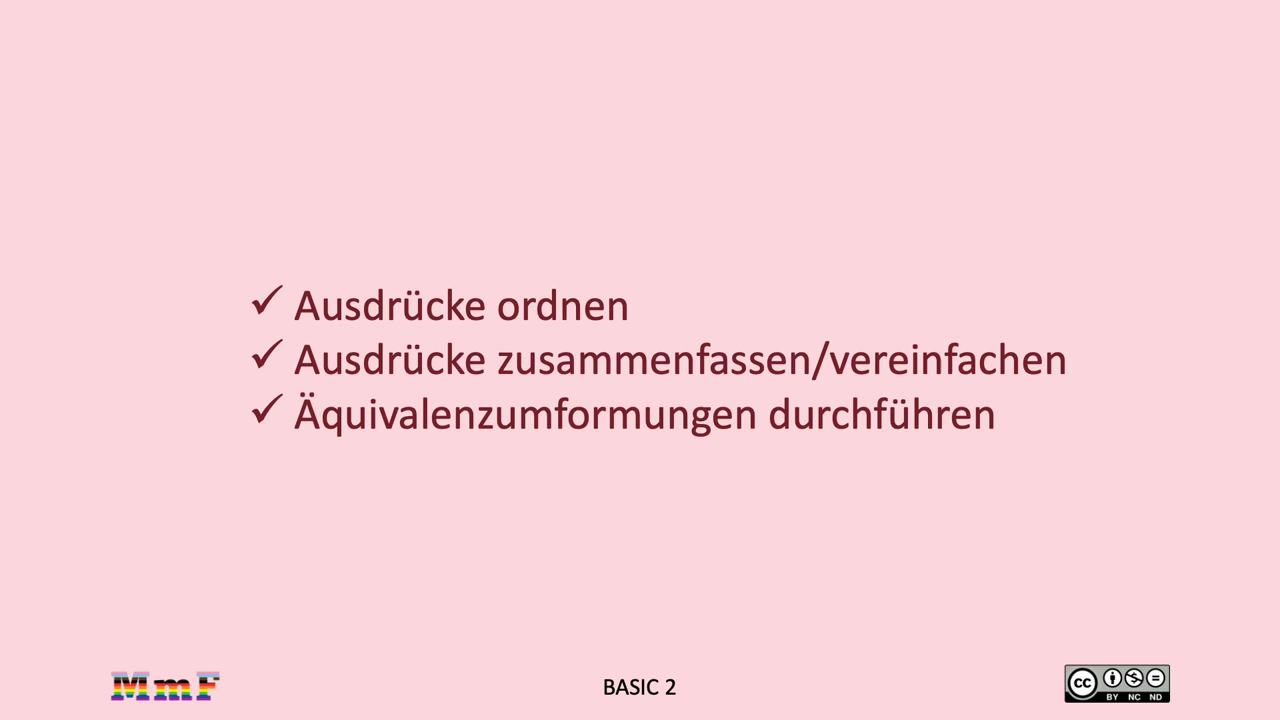 ✓ Ausdrücke ordnen
✓ Ausdrücke zusammenfassen/vereinfachen
✓ Äquivalenzumformungen durchführen
MmF
BASIC 2
cc
BY NC ND